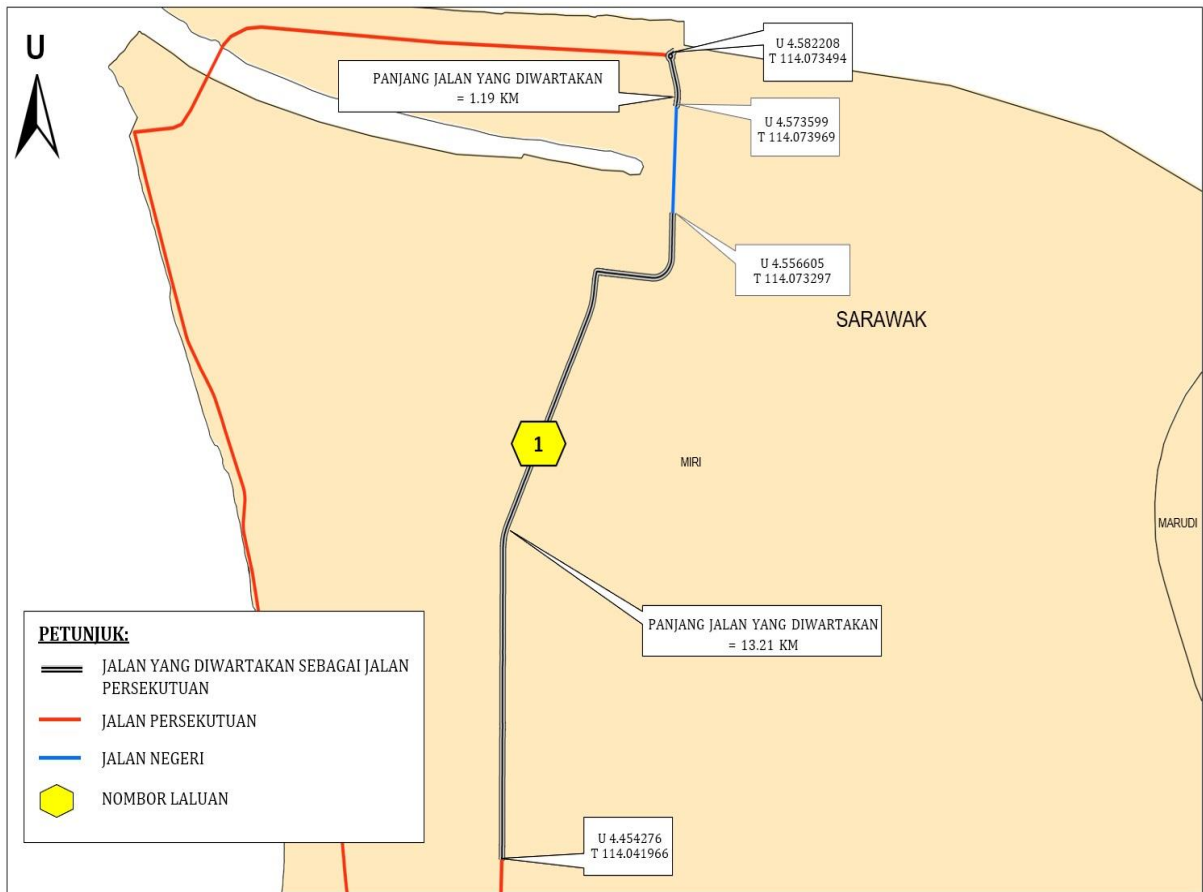 U
U 4.582208
T 114.073494
PANJANG JALAN YANG DIWARTAKAN
= 1.19 KM
U 4.573599
T 114.073969
U 4.556605
T 114.073297
SARAWAK
1
MIRI
MARUDI
PANJANG JALAN YANG DIWARTAKAN
= 13.21 KM
PETUNJUK:
JALAN YANG DIWARTAKAN SEBAGAI JALAN
PERSEKUTUAN
JALAN PERSEKUTUAN
JALAN NEGERI
NOMBOR LALUAN
U 4.454276
T 114.041966